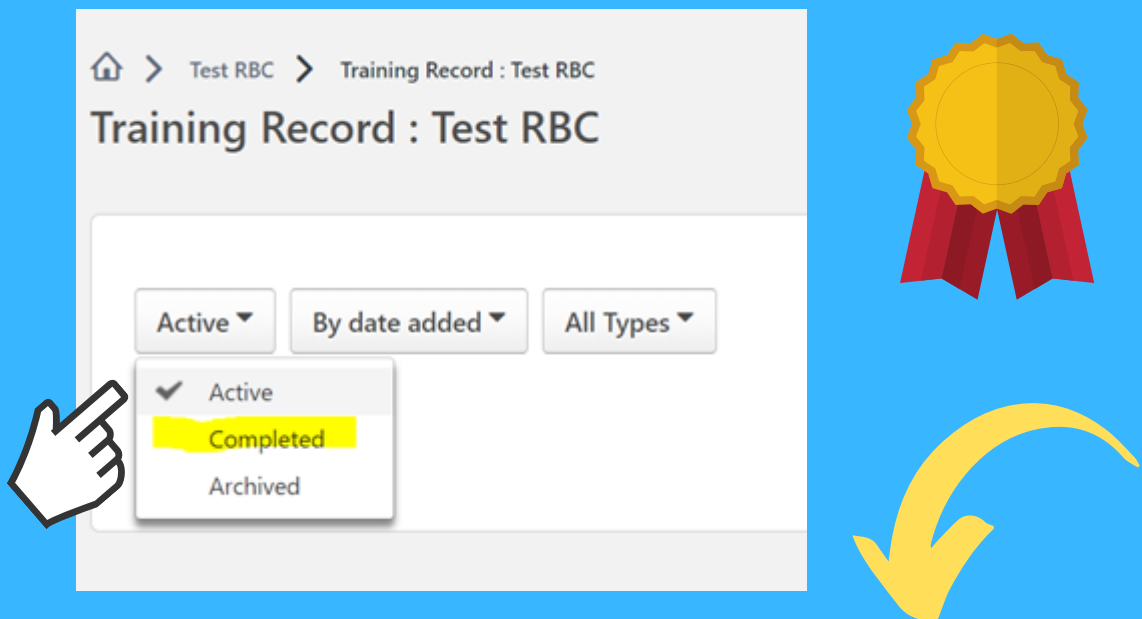 Test RBC Training Record : Test RBC
Training Record : Test RBC
Active By date added All Types
Active
Completed
Archived